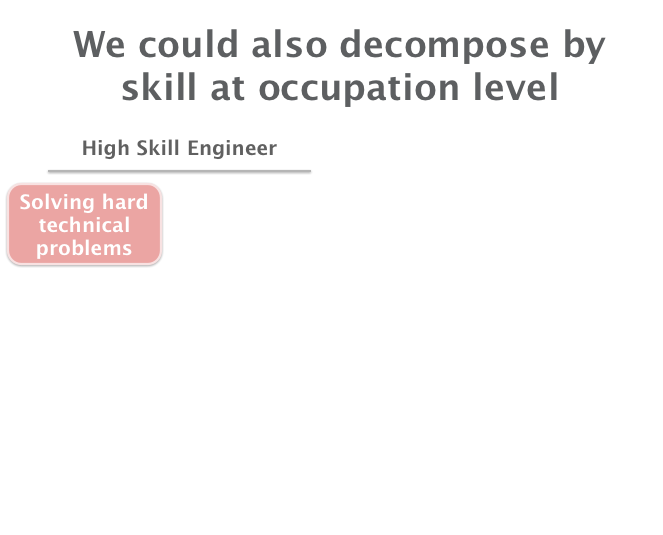 We could also decompose by
skill at occupation level
High Skill Engineer
Solving hard
technical
problems